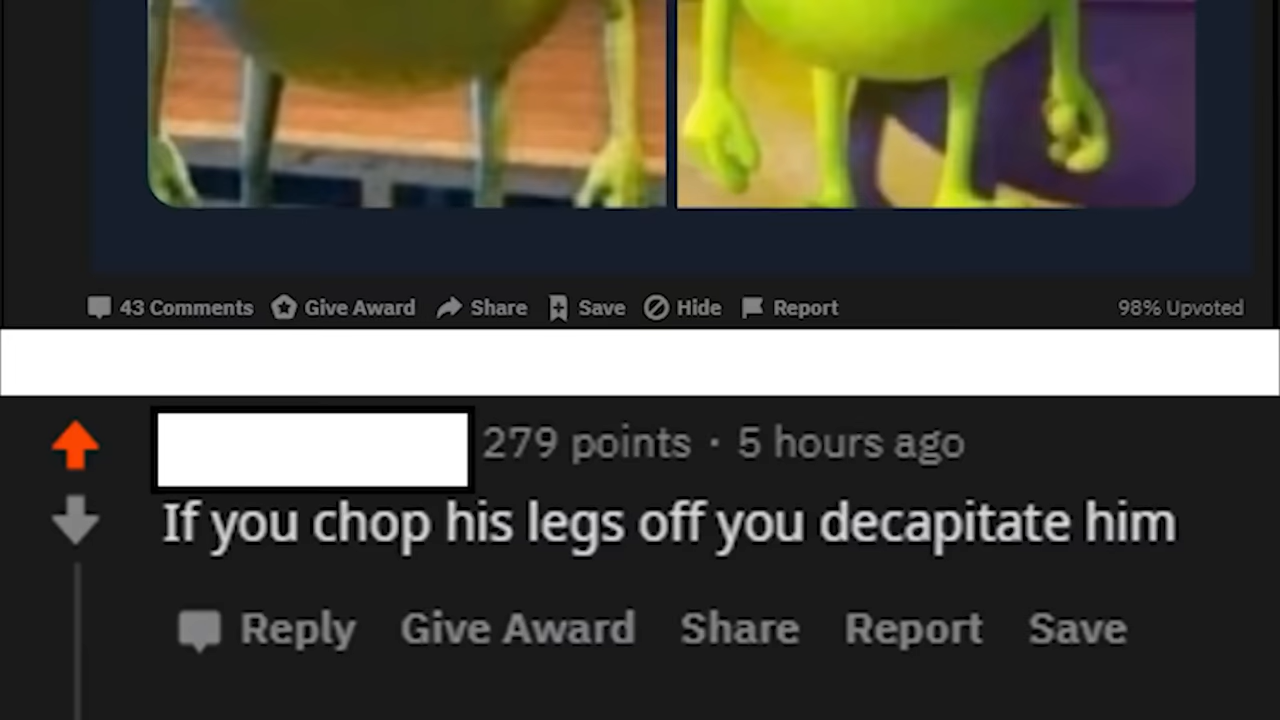 43 Comments Give Award Share Save Hide Report 98% Upvoted
279 points · 5 hours ago
If you chop his legs off you decapitate him
Reply Give Award Share Report Save